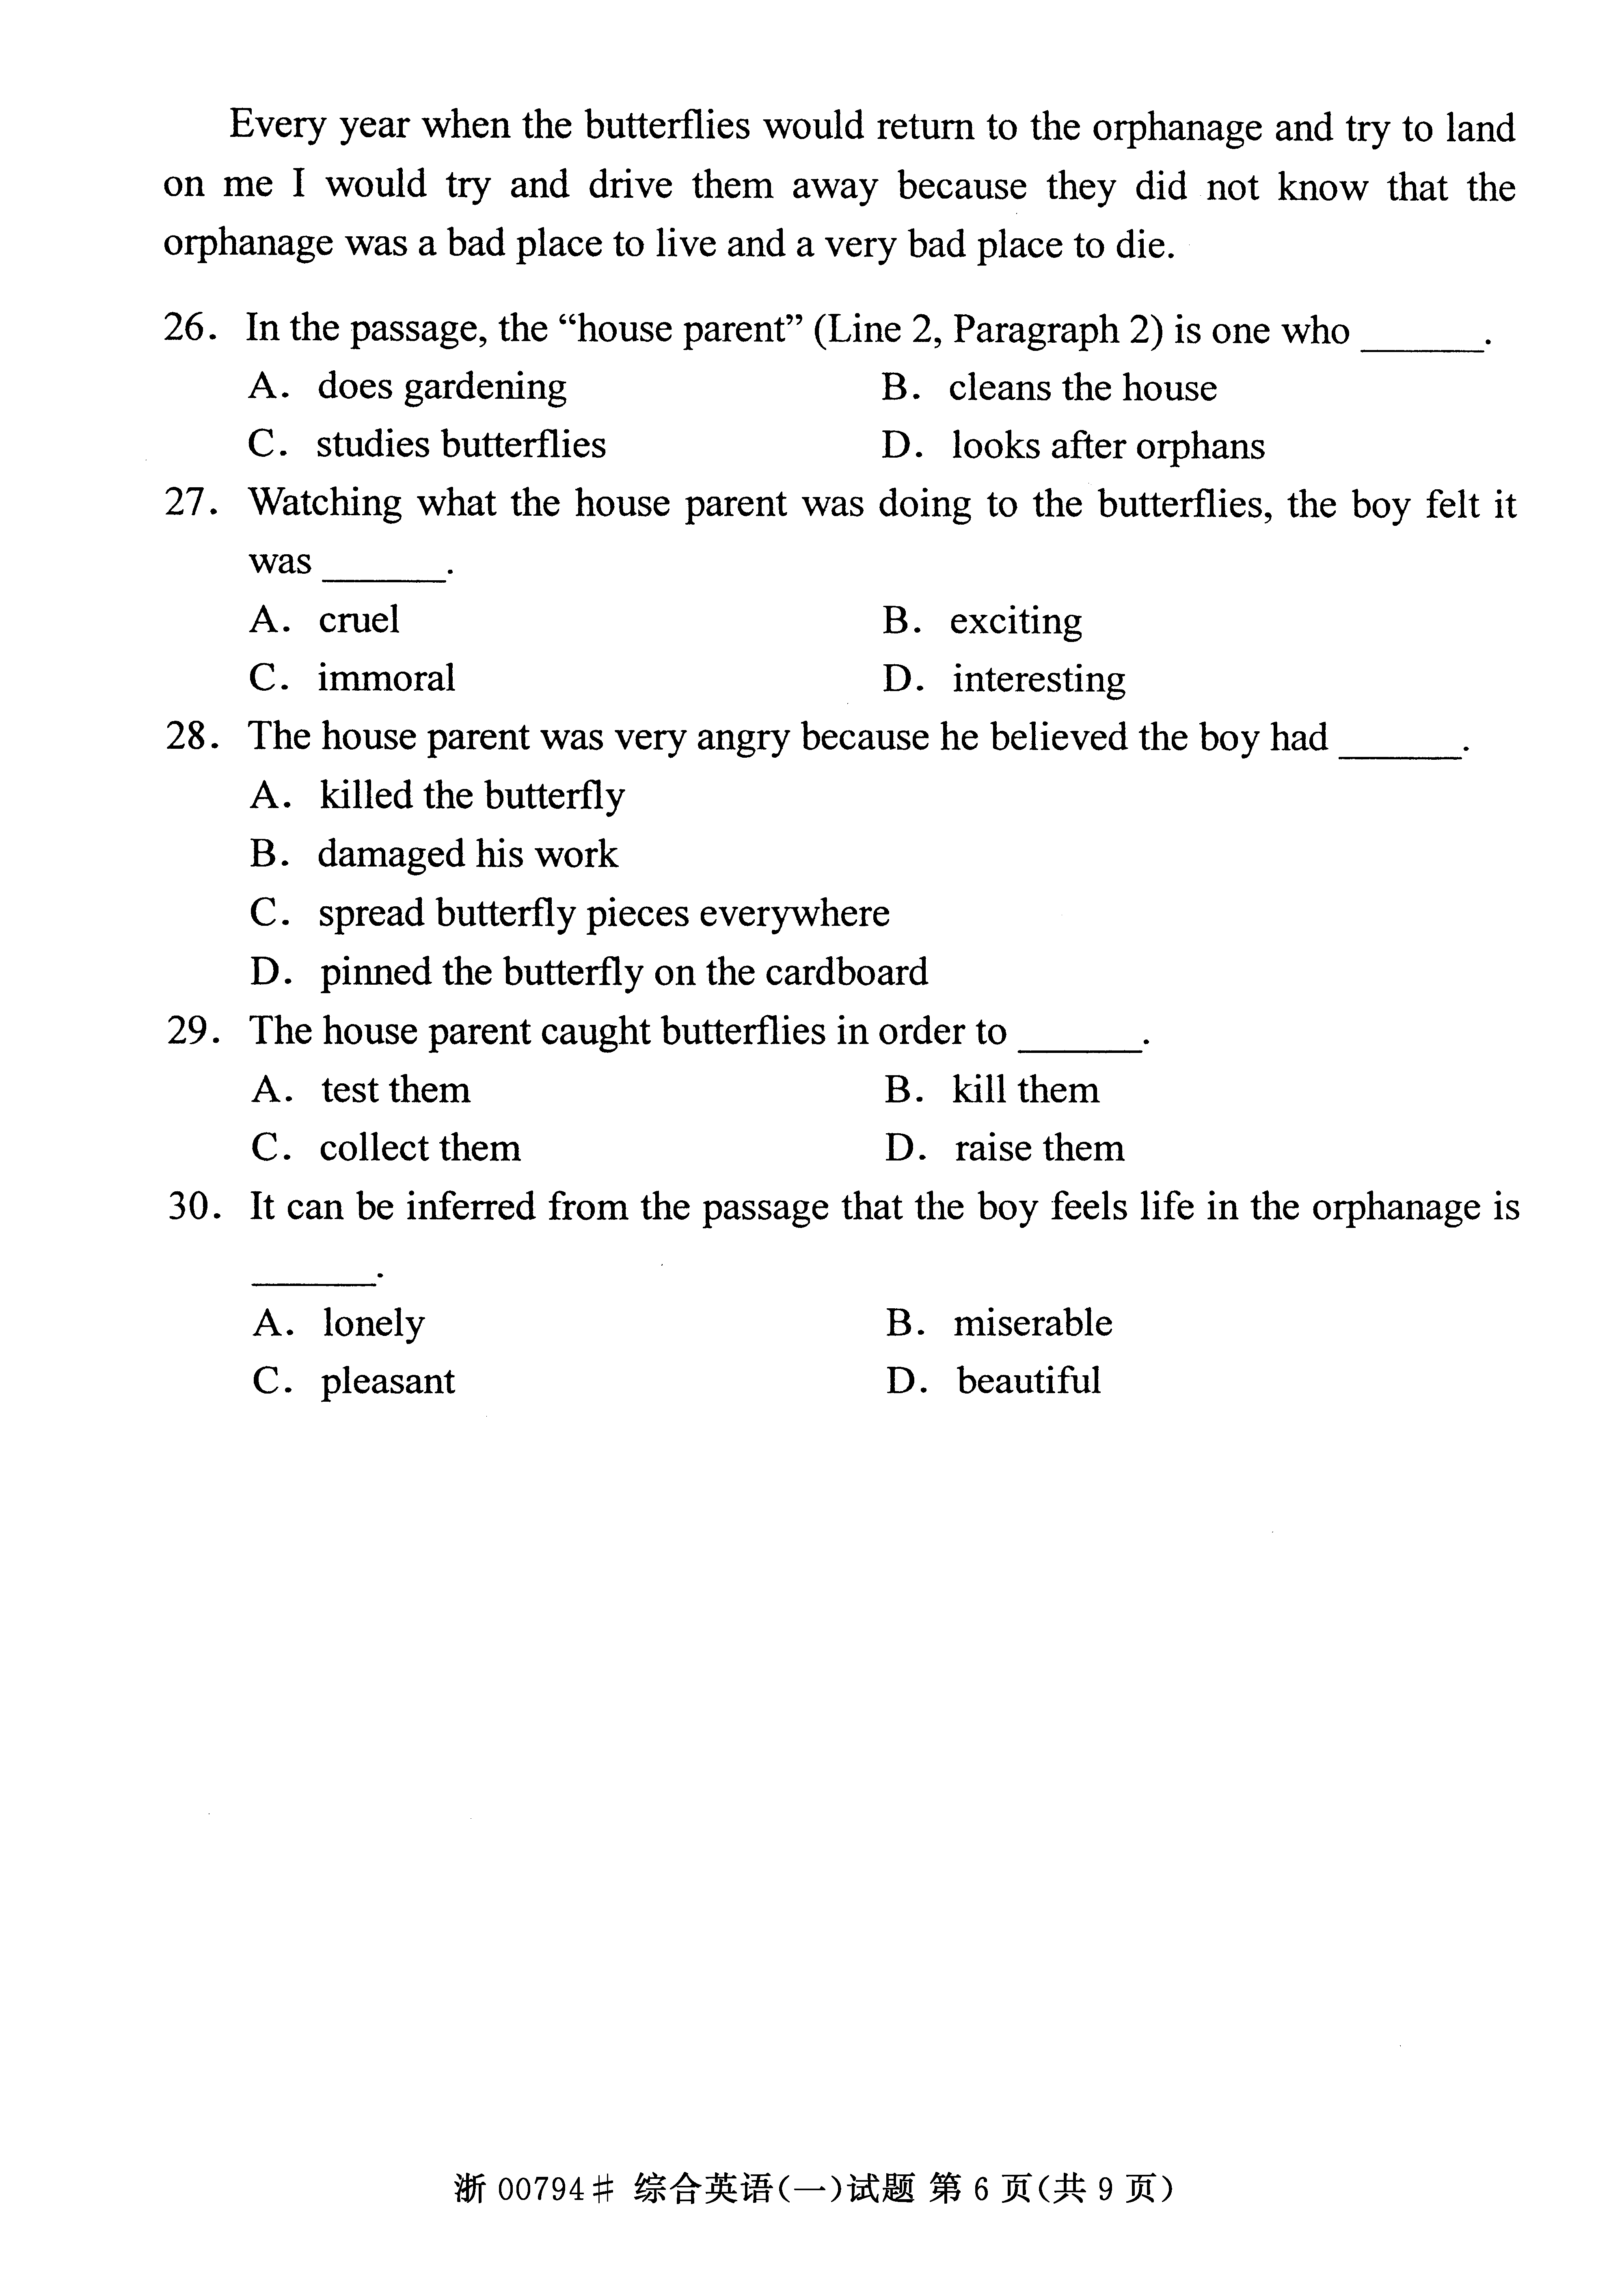 Every year when the butterflies would return to the orphanage and try to land
on me I would try and drive them away because they did not know that the
orphanage was a bad place to live and a very bad place to die.
26. In the passage, the “house parent” (Line 2, Paragraph 2) is one who ______.
A. does gardening B. cleans the house
C. studies butterflies D. looks after orphans
27. Watching what the house parent was doing to the butterflies, the boy felt it
was ______.
A. cruel B. exciting
C. immoral D. interesting
28. The house parent was very angry because he believed the boy had ______.
A. killed the butterfly
B. damaged his work
C. spread butterfly pieces everywhere
D. pinned the butterfly on the cardboard
29. The house parent caught butterflies in order to ______.
A. test them B. kill them
C. collect them D. raise them
30. It can be inferred from the passage that the boy feels life in the orphanage is
______.
A. lonely B. miserable
C. pleasant D. beautiful
浙 00794# 综合英语(一)试题 第 6 页(共 9 页)